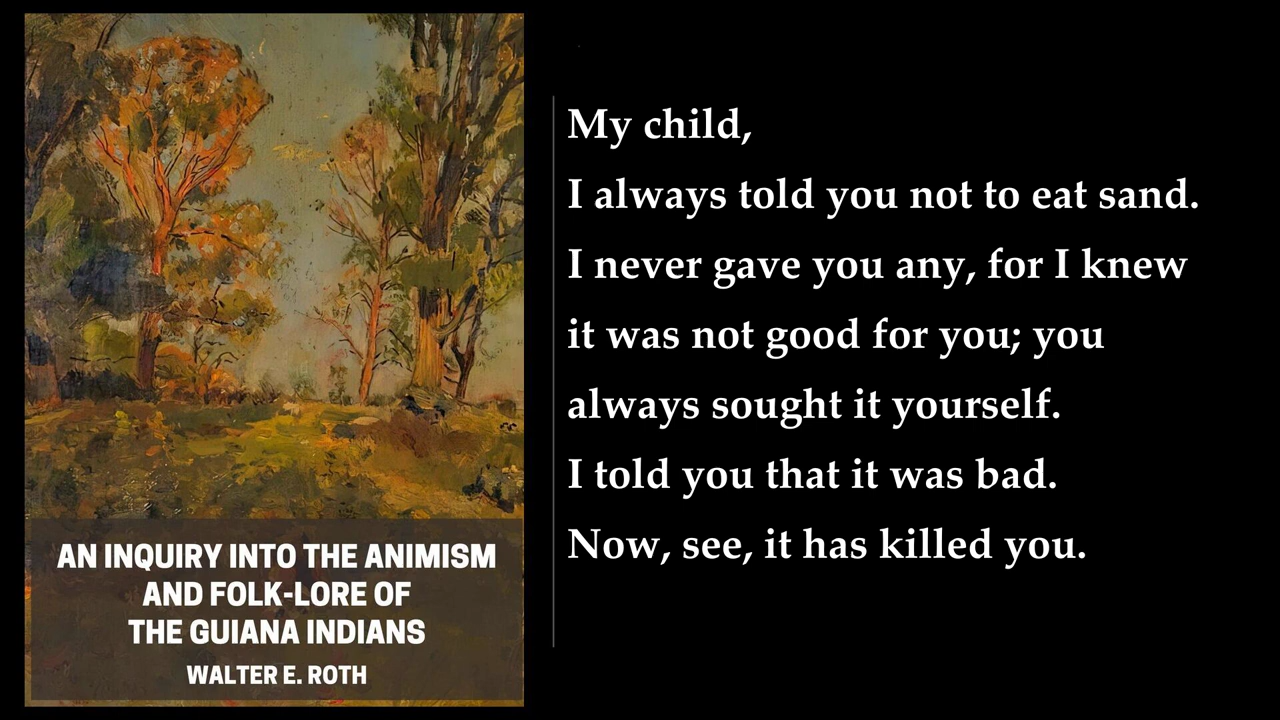 AN INQUIRY INTO THE ANIMISM
AND FOLK-LORE OF
THE GUIANA INDIANS
WALTER E. ROTH
My child,
I always told you not to eat sand.
I never gave you any, for I knew
it was not good for you; you
always sought it yourself.
I told you that it was bad.
Now, see, it has killed you.